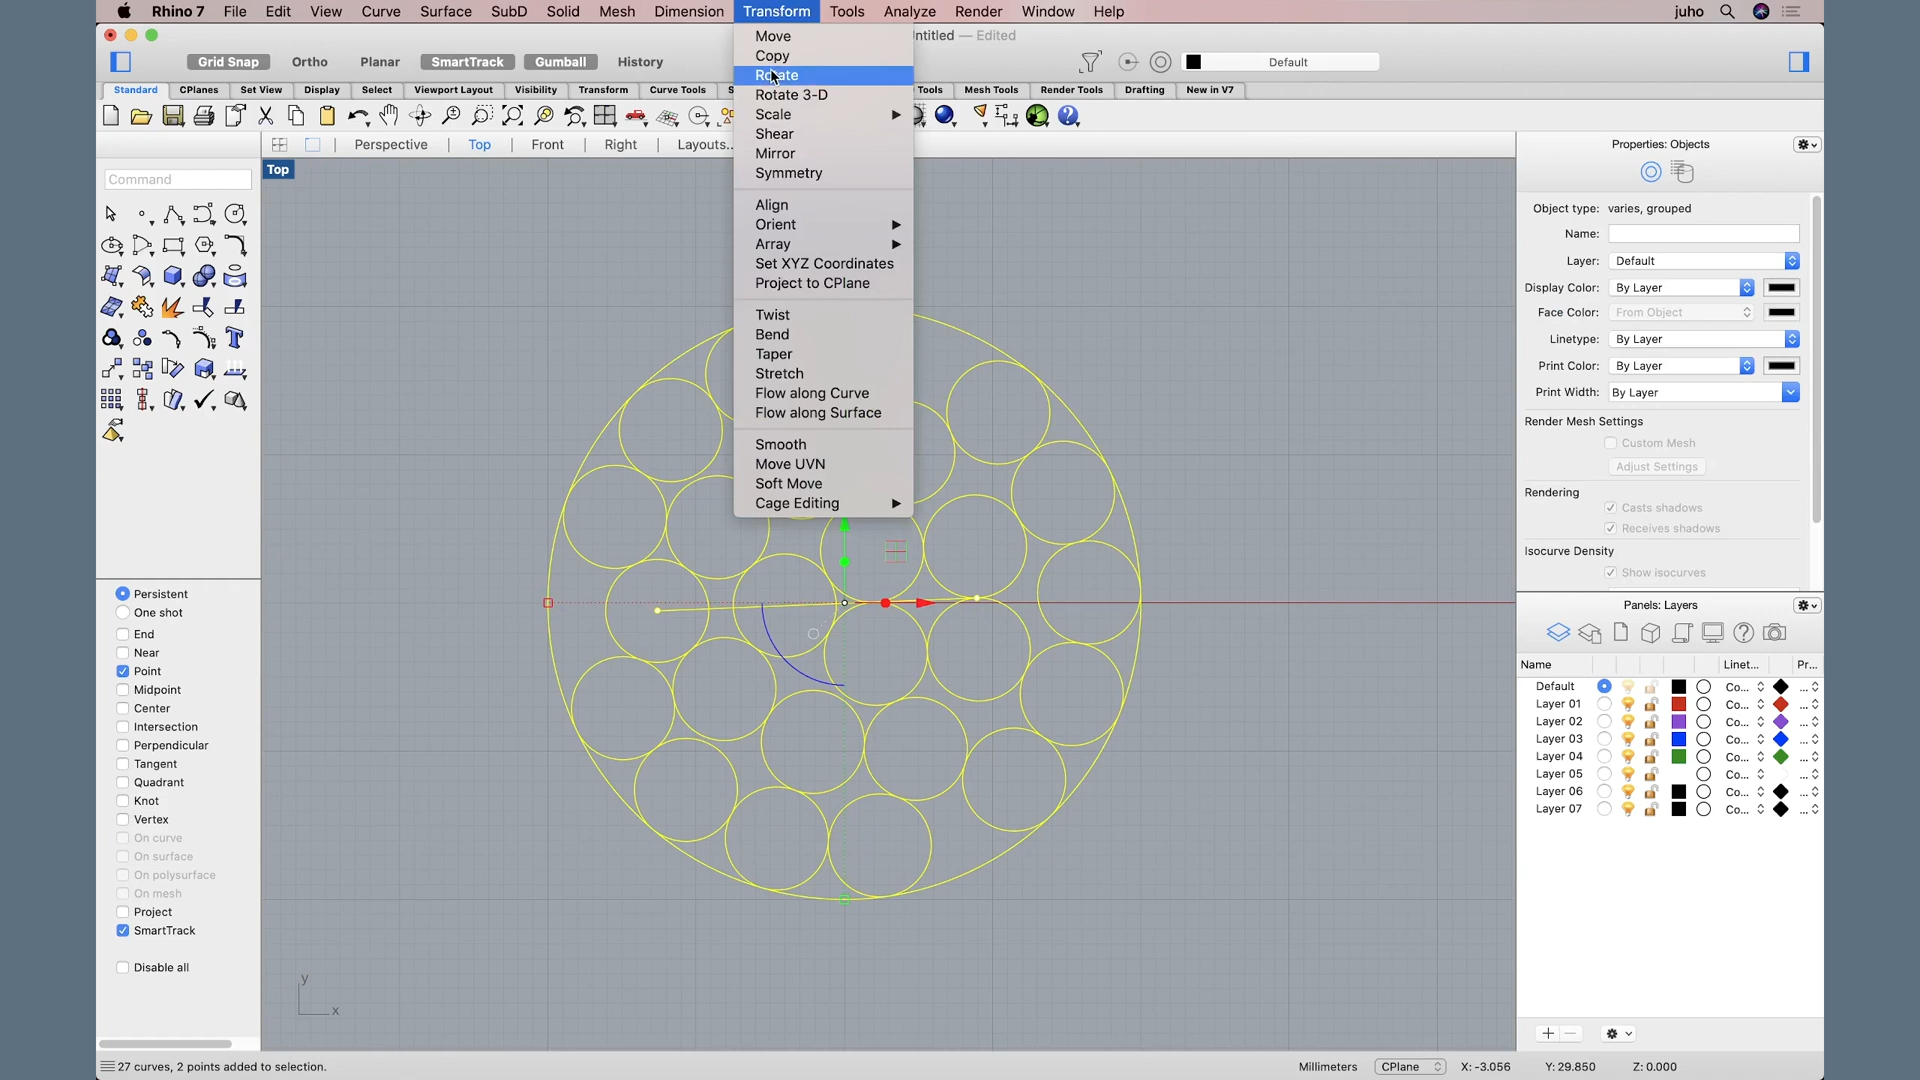 Rhino 7 File Edit View Curve Surface SubD Solid Mesh Dimension Transform Tools Analyze Render Window Help juho
ntitled — Edited
Grid Snap Ortho Planar SmartTrack Gumball History Default
Standard CPlanes Set View Display Select Viewport Layout Visibility Transform Curve Tools S Tools Mesh Tools Render Tools Drafting New in V7
Perspective Top Front Right Layouts...
Top
Command
Move
Copy
Rotate
Rotate 3-D
Scale
Shear
Mirror
Symmetry
Align
Orient
Array
Set XYZ Coordinates
Project to CPlane
Twist
Bend
Taper
Stretch
Flow along Curve
Flow along Surface
Smooth
Move UVN
Soft Move
Cage Editing
Persistent
One shot
End
Near
Point
Midpoint
Center
Intersection
Perpendicular
Tangent
Quadrant
Knot
Vertex
On curve
On surface
On polysurface
On mesh
Project
SmartTrack
Disable all
y
x
Properties: Objects
Object type: varies, grouped
Name:
Layer: Default
Display Color: By Layer
Face Color: From Object
Linetype: By Layer
Print Color: By Layer
Print Width: By Layer
Render Mesh Settings
Custom Mesh
Adjust Settings
Rendering
Casts shadows
Receives shadows
Isocurve Density
Show isocurves
Panels: Layers
Name Linet... Pr...
Default Co... ...
Layer 01 Co... ...
Layer 02 Co... ...
Layer 03 Co... ...
Layer 04 Co... ...
Layer 05 Co... ...
Layer 06 Co... ...
Layer 07 Co... ...
27 curves, 2 points added to selection. Millimeters CPlane X: -3.056 Y: 29.850 Z: 0.000